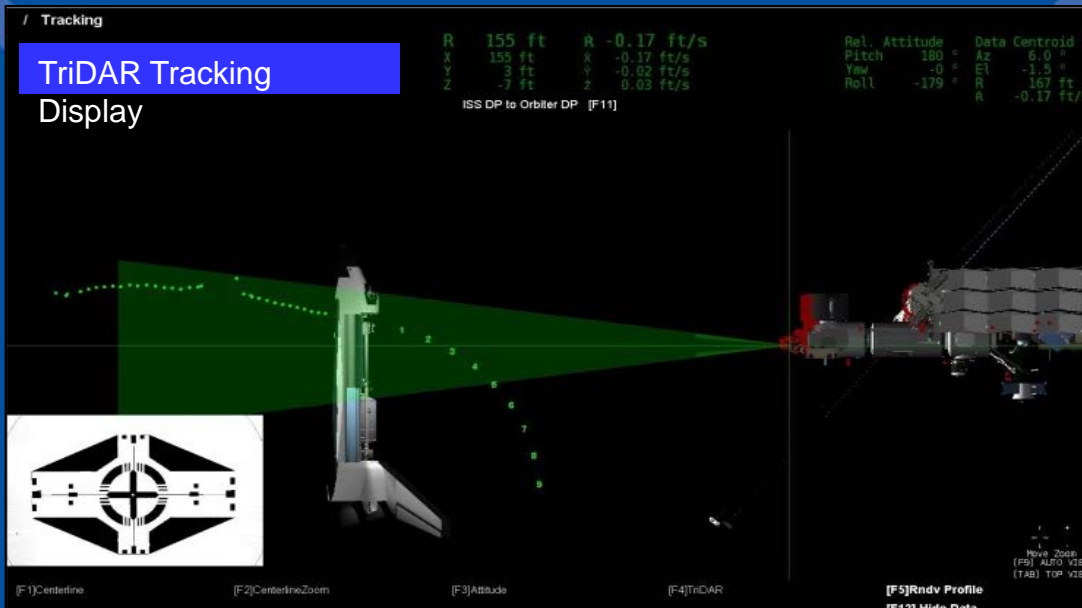 / Tracking
TriDAR Tracking
Display
R 155 ft Ṙ -0.17 ft/s
X 155 ft Ẋ -0.17 ft/s
Y 3 ft Ẏ -0.02 ft/s
Z -7 ft Ż 0.03 ft/s
ISS DP to Orbiter DP [F11]
Rel. Attitude
Pitch 180 °
Yaw -0 °
Roll -179 °
Data Centroid
Az 6.0 °
El -1.5 °
R 167 ft
-0.17 ft/
1
2
3
4
5
6
7
8
9
Move Zoom
[F9] AUTO VIE
[TAB] TOP VIE
[F1]Centerline
[F2]CenterlineZoom
[F3]Attitude
[F4]TriDAR
[F5]Rndv Profile
[F12] Hide Data